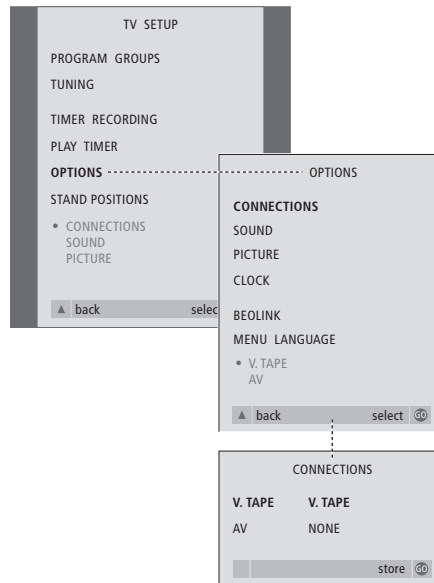 TV SETUP
PROGRAM GROUPS
TUNING
TIMER RECORDING
PLAY TIMER
OPTIONS
STAND POSITIONS
• CONNECTIONS
SOUND
PICTURE
▲ back selec
OPTIONS
CONNECTIONS
SOUND
PICTURE
CLOCK
BEOLINK
MENU LANGUAGE
• V. TAPE
AV
▲ back select GO
CONNECTIONS
V. TAPE V. TAPE
AV NONE
store GO